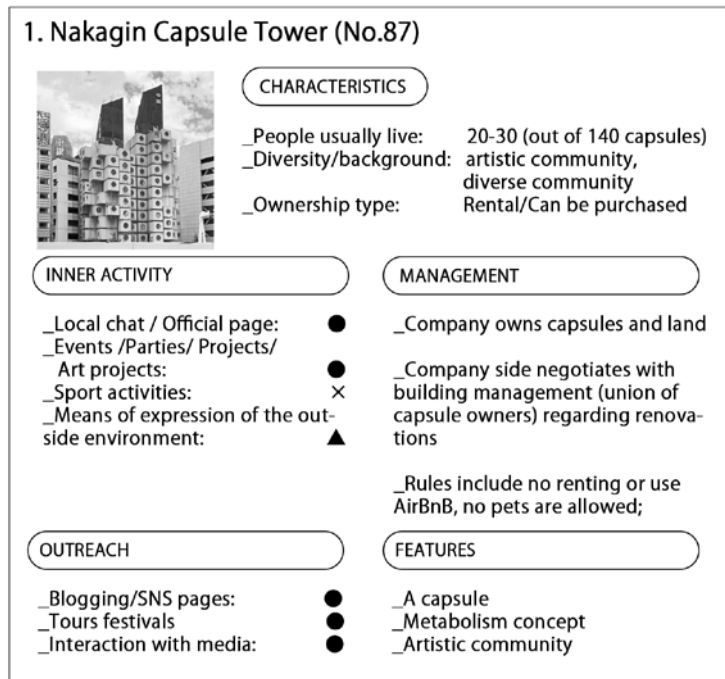 1. Nakagin Capsule Tower (No.87)
CHARACTERISTICS
_People usually live: 20-30 (out of 140 capsules)
_Diversity/background: artistic community,
diverse community
_Ownership type: Rental/Can be purchased
INNER ACTIVITY
_Local chat / Official page: ●
_Events /Parties/ Projects/
Art projects: ●
_Sport activities: ×
_Means of expression of the out-
side environment: ▲
MANAGEMENT
_Company owns capsules and land
_Company side negotiates with
building management (union of
capsule owners) regarding renova-
tions
_Rules include no renting or use
AirBnB, no pets are allowed;
OUTREACH
_Blogging/SNS pages: ●
_Tours festivals ●
_Interaction with media: ●
FEATURES
_A capsule
_Metabolism concept
_Artistic community